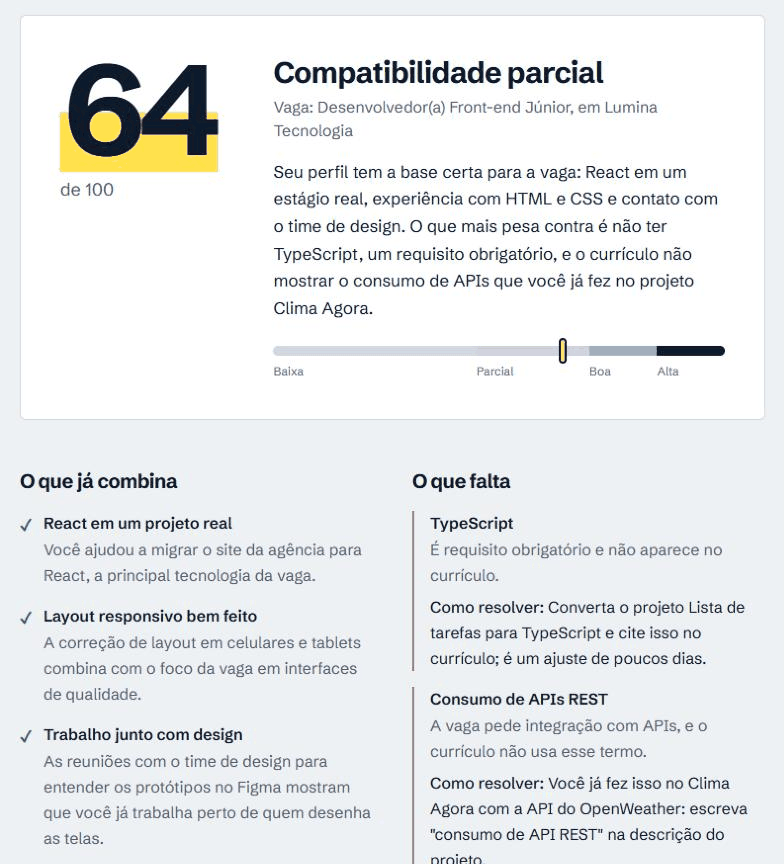 64
de 100
Compatibilidade parcial
Vaga: Desenvolvedor(a) Front-end Júnior, em Lumina
Tecnologia
Seu perfil tem a base certa para a vaga: React em um
estágio real, experiência com HTML e CSS e contato com
o time de design. O que mais pesa contra é não ter
TypeScript, um requisito obrigatório, e o currículo não
mostrar o consumo de APIs que você já fez no projeto
Clima Agora.
Baixa Parcial Boa Alta
O que já combina
✓ React em um projeto real
Você ajudou a migrar o site da agência para
React, a principal tecnologia da vaga.
✓ Layout responsivo bem feito
A correção de layout em celulares e tablets
combina com o foco da vaga em interfaces
de qualidade.
✓ Trabalho junto com design
As reuniões com o time de design para
entender os protótipos no Figma mostram
que você já trabalha perto de quem desenha
as telas.
O que falta
TypeScript
É requisito obrigatório e não aparece no
currículo.
Como resolver: Converta o projeto Lista de
tarefas para TypeScript e cite isso no
currículo; é um ajuste de poucos dias.
Consumo de APIs REST
A vaga pede integração com APIs, e o
currículo não usa esse termo.
Como resolver: Você já fez isso no Clima
Agora com a API do OpenWeather: escreva
"consumo de API REST" na descrição do
projeto.